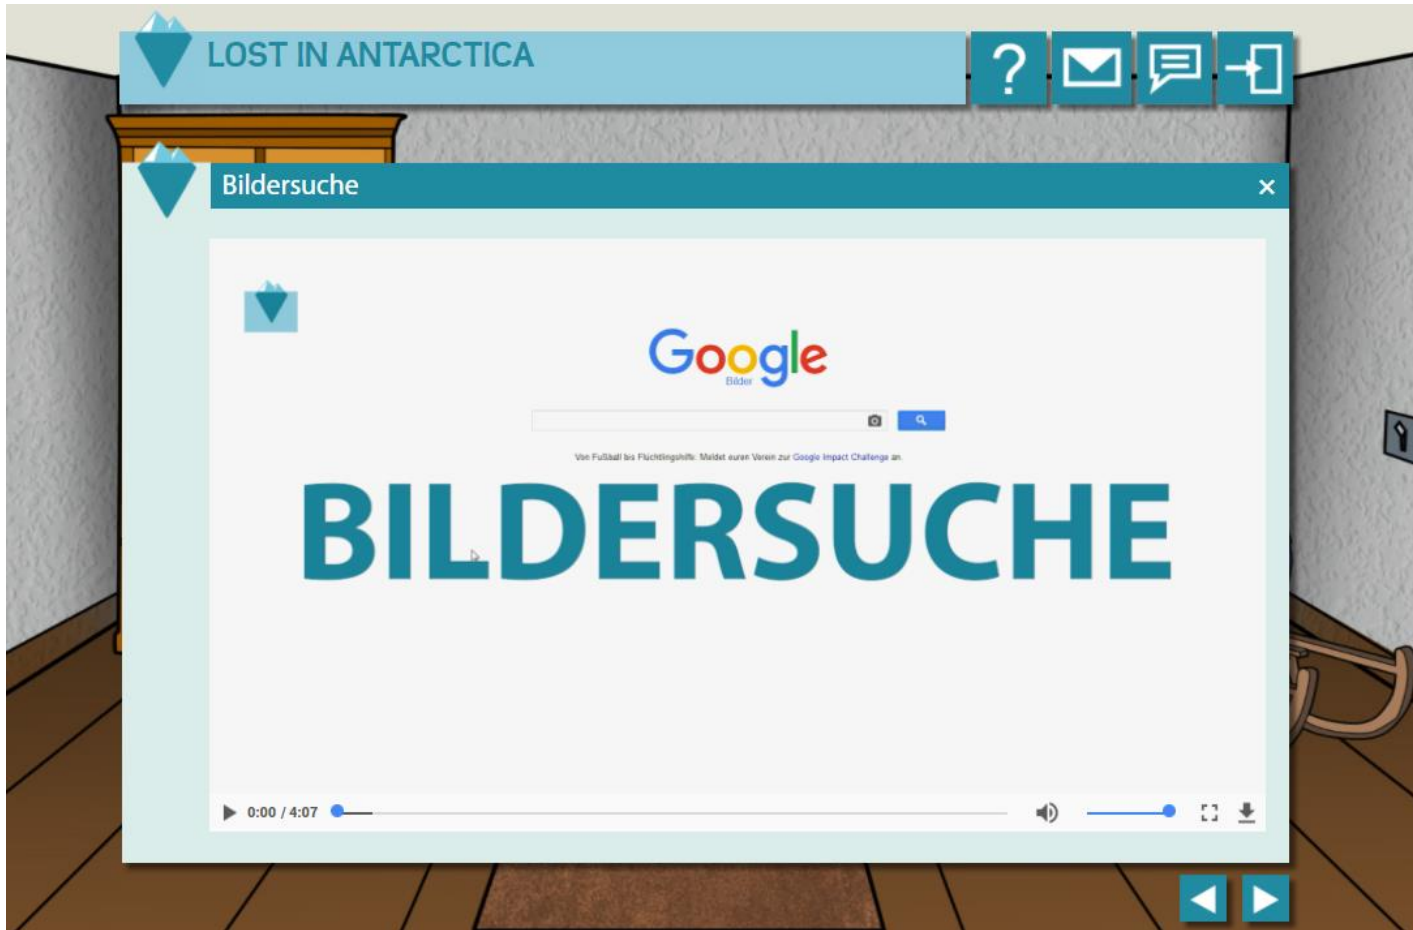 LOST IN ANTARCTICA
?
Bildersuche
Google
Bilder
Von Fußball bis Flüchtlingshilfe: Meldet euren Verein zur Google Impact Challenge an.
BILDERSUCHE
0:00 / 4:07